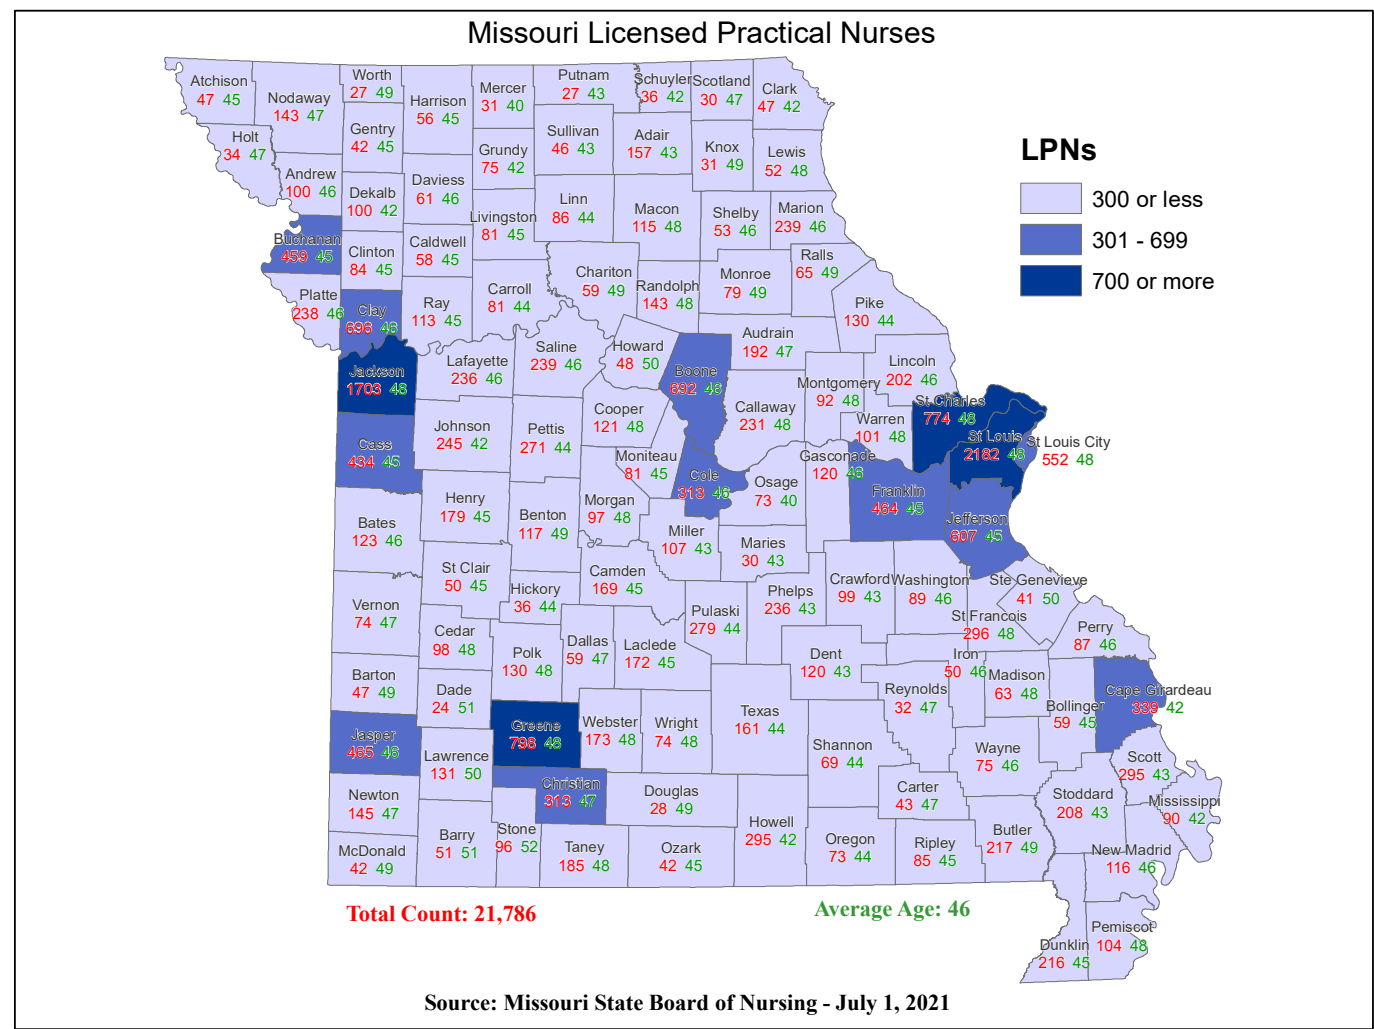 Missouri Licensed Practical Nurses
Atchison
47 45
Nodaway
143 47
Worth
27 49
Harrison
56 45
Mercer
31 40
Putnam
27 43
Schuyler
36 42
Scotland
30 47
Clark
47 42
Holt
34 47
Gentry
42 45
Grundy
75 42
Sullivan
46 43
Adair
157 43
Knox
31 49
Lewis
52 48
Andrew
100 46
Dekalb
100 42
Daviess
61 46
Livingston
81 45
Linn
86 44
Macon
115 48
Shelby
53 46
Marion
239 46
Buchanan
459 45
Clinton
84 45
Caldwell
58 45
Chariton
59 49
Randolph
143 48
Monroe
79 49
Ralls
65 49
Platte
238 46
Clay
696 46
Ray
113 45
Carroll
81 44
Pike
130 44
Jackson
1703 48
Lafayette
236 46
Saline
239 46
Howard
48 50
Boone
692 46
Audrain
192 47
Lincoln
202 46
Montgomery
92 48
Callaway
231 48
Warren
101 48
St Charles
774 48
St Louis
2182 48
St Louis City
552 48
Cass
434 45
Johnson
245 42
Pettis
271 44
Cooper
121 48
Moniteau
81 45
Cole
313 46
Osage
73 40
Gasconade
120 46
Franklin
464 45
Jefferson
607 45
Bates
123 46
Henry
179 45
Benton
117 49
Morgan
97 48
Miller
107 43
Maries
30 43
St Clair
50 45
Hickory
36 44
Camden
169 45
Pulaski
279 44
Phelps
236 43
Crawford
99 43
Washington
89 46
Ste Genevieve
41 50
St Francois
296 48
Perry
87 46
Vernon
74 47
Cedar
98 48
Polk
130 48
Dallas
59 47
Laclede
172 45
Dent
120 43
Iron
50 46
Madison
63 48
Reynolds
32 47
Bollinger
59 45
Cape Girardeau
339 42
Barton
47 49
Dade
24 51
Greene
798 48
Webster
173 48
Wright
74 48
Texas
161 44
Shannon
69 44
Wayne
75 46
Scott
295 43
Jasper
465 46
Lawrence
131 50
Christian
313 47
Douglas
28 49
Carter
43 47
Stoddard
208 43
Mississippi
90 42
Newton
145 47
Barry
51 51
Stone
96 52
Taney
185 48
Ozark
42 45
Howell
295 42
Oregon
73 44
Ripley
85 45
Butler
217 49
New Madrid
116 46
McDonald
42 49
Pemiscot
104 48
Dunklin
216 45
LPNs
300 or less
301 - 699
700 or more
Total Count: 21,786
Average Age: 46
Source: Missouri State Board of Nursing - July 1, 2021